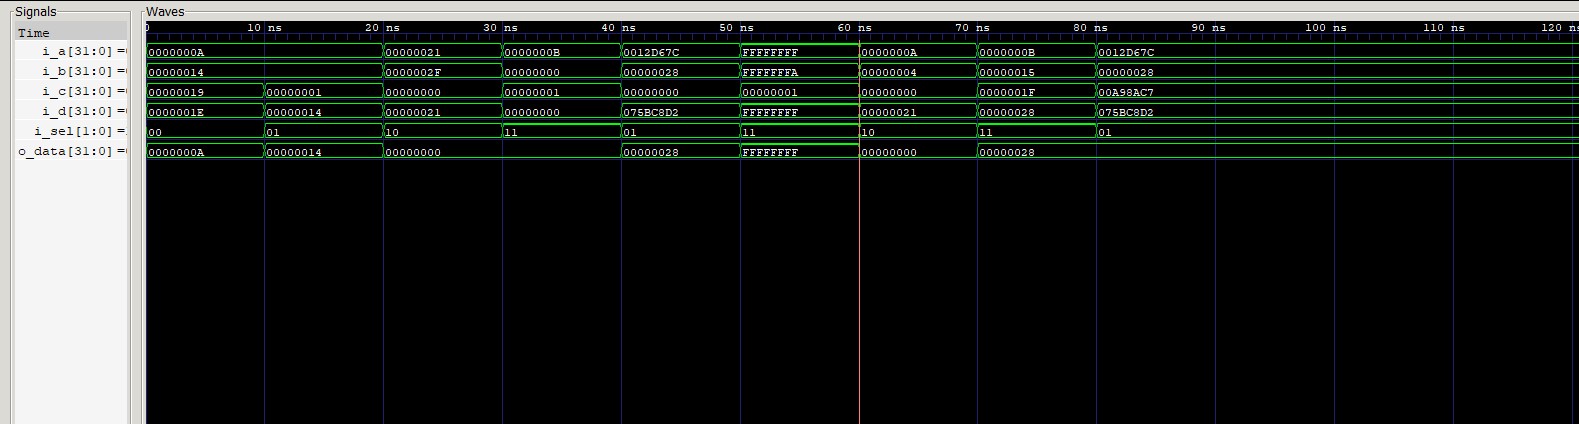 Signals Waves
Time 0 10 ns 20 ns 30 ns 40 ns 50 ns 60 ns 70 ns 80 ns 90 ns 100 ns 110 ns 120 ns
i_a[31:0] = 0000000A 00000021 0000000B 0012D67C FFFFFFFF 0000000A 0000000B 0012D67C
i_b[31:0] = 00000014 0000002F 00000000 00000028 FFFFFFFA 00000004 00000015 00000028
i_c[31:0] = 00000019 00000001 00000000 00000001 00000000 00000001 00000000 0000001F 00A98AC7
i_d[31:0] = 0000001E 00000014 00000021 00000000 075BC8D2 FFFFFFFF 00000021 00000028 075BC8D2
i_sel[1:0] = 00 01 10 11 01 11 10 11 01
o_data[31:0] = 0000000A 00000014 00000000 00000028 FFFFFFFF 00000000 00000028